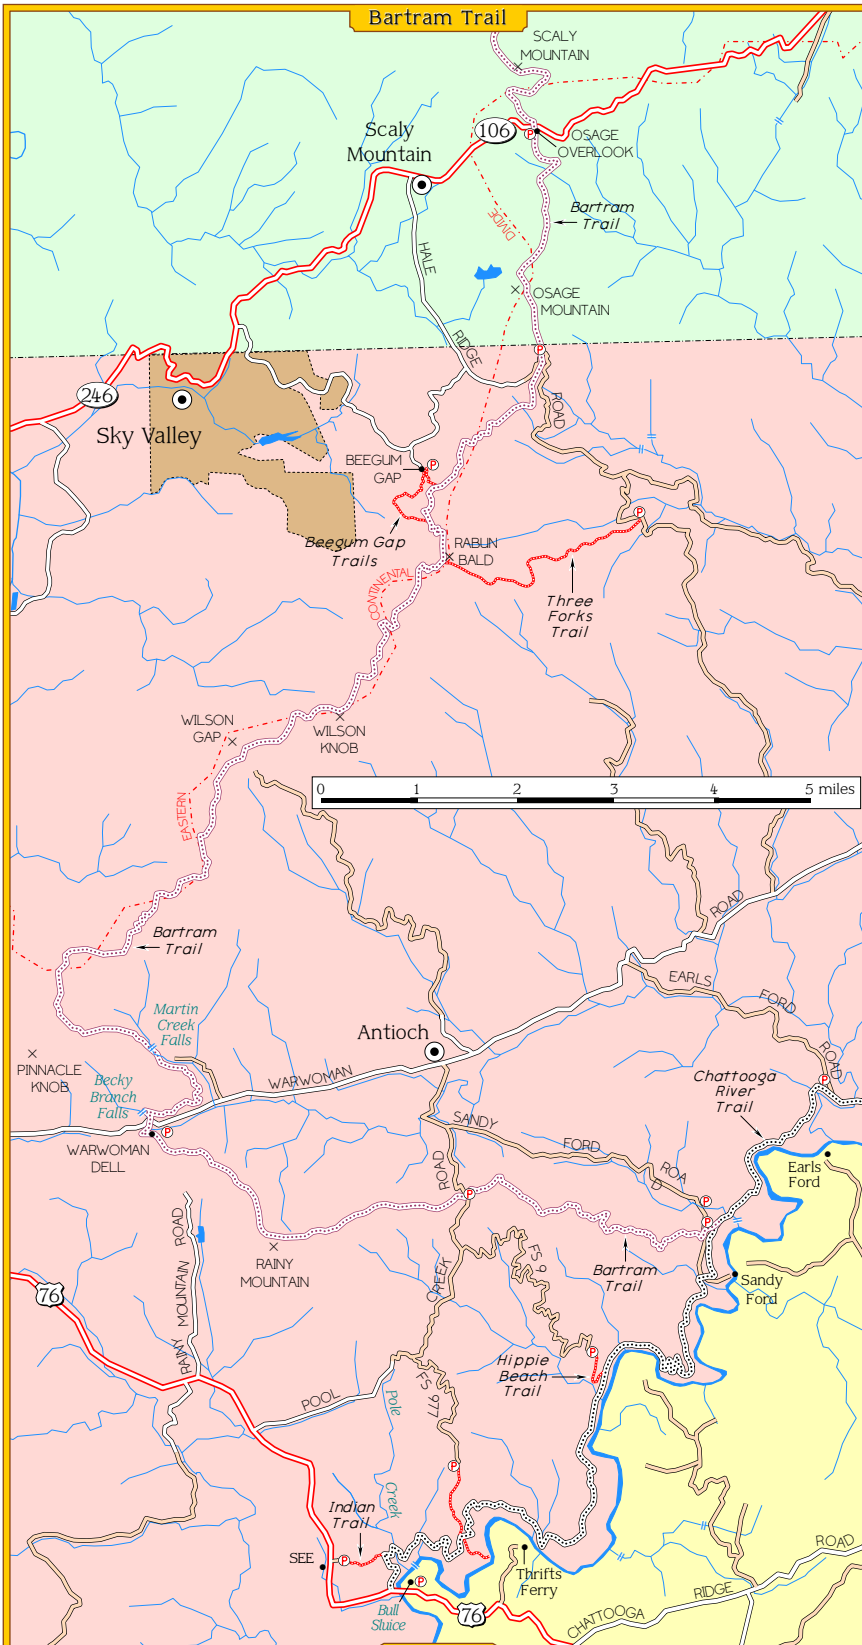 Bartram Trail
SCALY
MOUNTAIN
106
P
OSAGE
OVERLOOK
Scaly
Mountain
DIVIDE
Bartram
Trail
HALE
RIDGE
OSAGE
MOUNTAIN
P
ROAD
246
Sky Valley
BEEGUM
GAP
P
P
Beegum Gap
Trails
RABUN
BALD
CONTINENTAL
Three
Forks
Trail
WILSON
GAP
WILSON
KNOB
0 1 2 3 4 5 miles
EASTERN
ROAD
Bartram
Trail
EARLS
FORD
ROAD
Martin
Creek
Falls
Antioch
PINNACLE
KNOB
Becky
Branch
Falls
WARWOMAN
Chattooga
River
Trail
P
SANDY
FORD
ROA
D
P
WARWOMAN
DELL
Earls
Ford
ROAD
P
P
P
RAINY MOUNTAIN ROAD
RAINY
MOUNTAIN
FS 9
Bartram
Trail
Sandy
Ford
CREEK
76
Hippie
Beach
Trail
P
POOL
FS 677
Pole
Creek
P
Indian
Trail
SEE
P
Thrifts
Ferry
P
Bull
Sluice
76
CHATTOOGA
RIDGE
ROAD